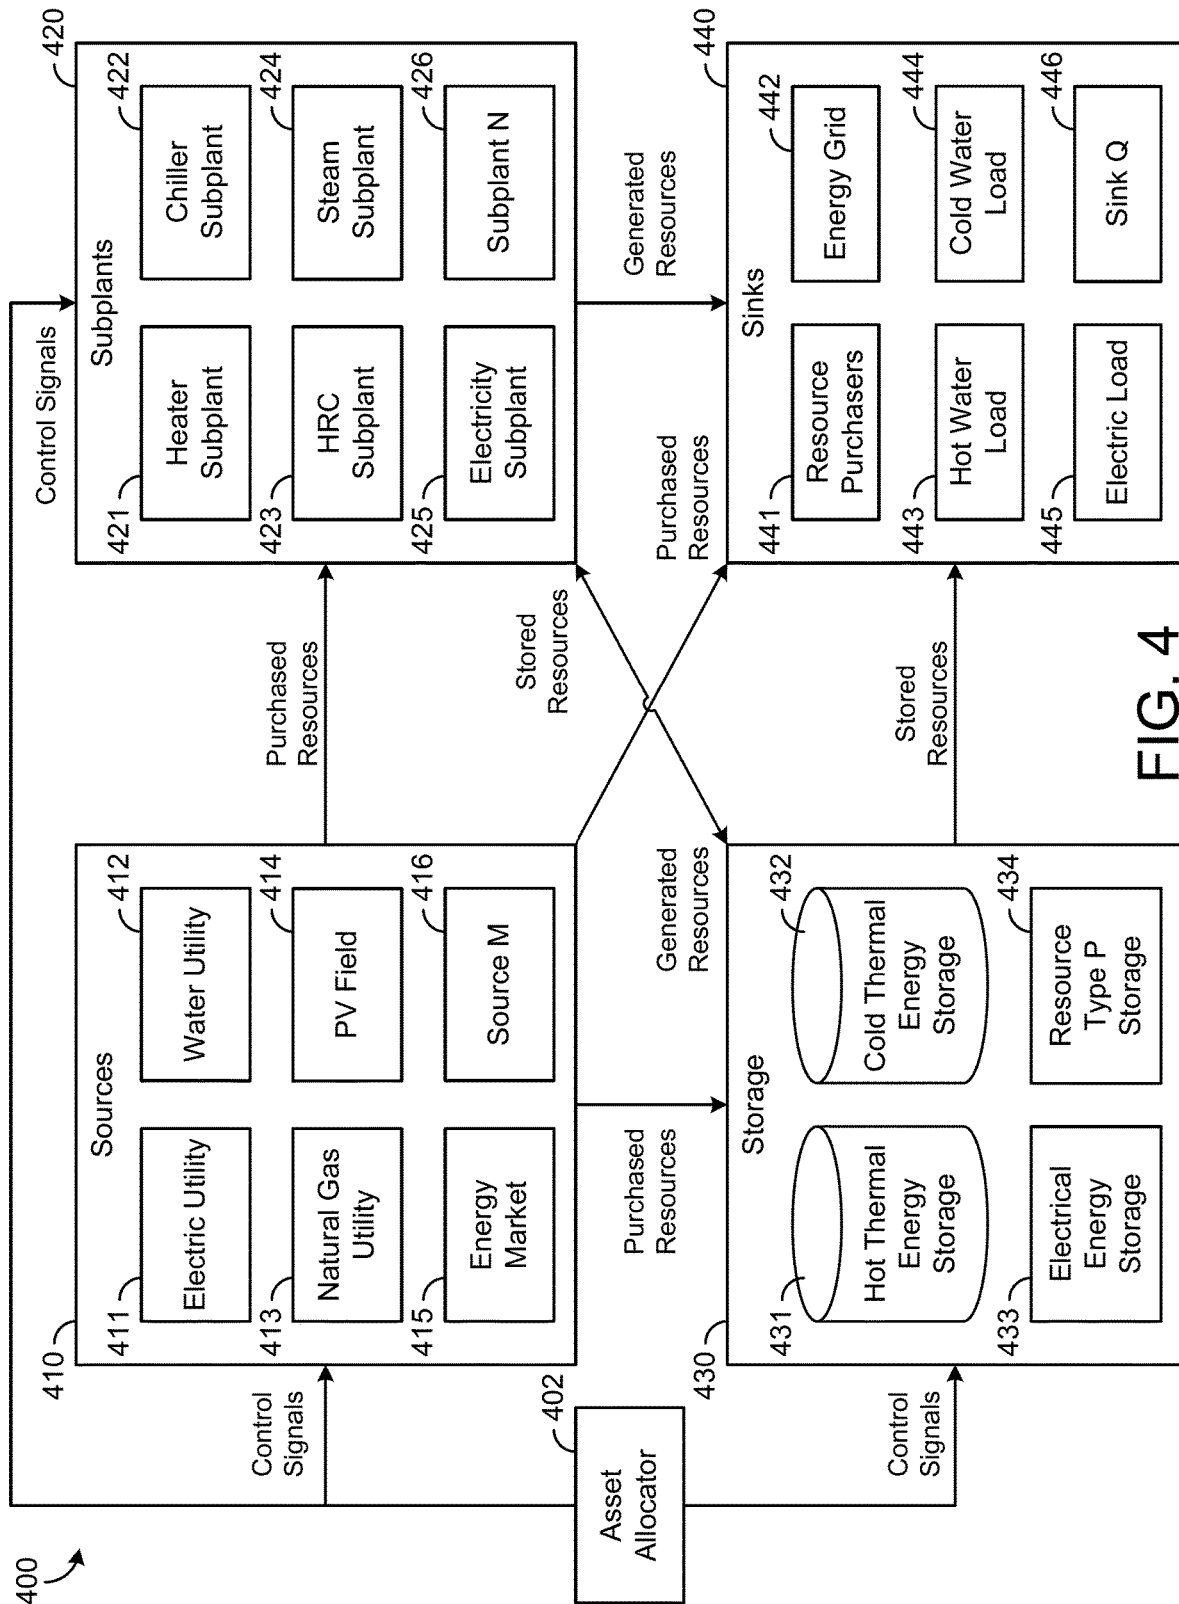 400
Asset
Allocator
402
Control
Signals
Control Signals
Control
Signals
410
Sources
411
Electric Utility
412
Water Utility
413
Natural Gas
Utility
414
PV Field
415
Energy
Market
416
Source M
Purchased
Resources
420
Subplants
421
Heater
Subplant
422
Chiller
Subplant
423
HRC
Subplant
424
Steam
Subplant
425
Electricity
Subplant
426
Subplant N
Purchased
Resources
Generated
Resources
Stored
Resources
Purchased
Resources
Generated
Resources
430
Storage
431
Hot Thermal
Energy
Storage
432
Cold Thermal
Energy
Storage
433
Electrical
Energy
Storage
434
Resource
Type P
Storage
Stored
Resources
440
Sinks
441
Resource
Purchasers
442
Energy Grid
443
Hot Water
Load
444
Cold Water
Load
445
Electric Load
446
Sink Q
FIG. 4